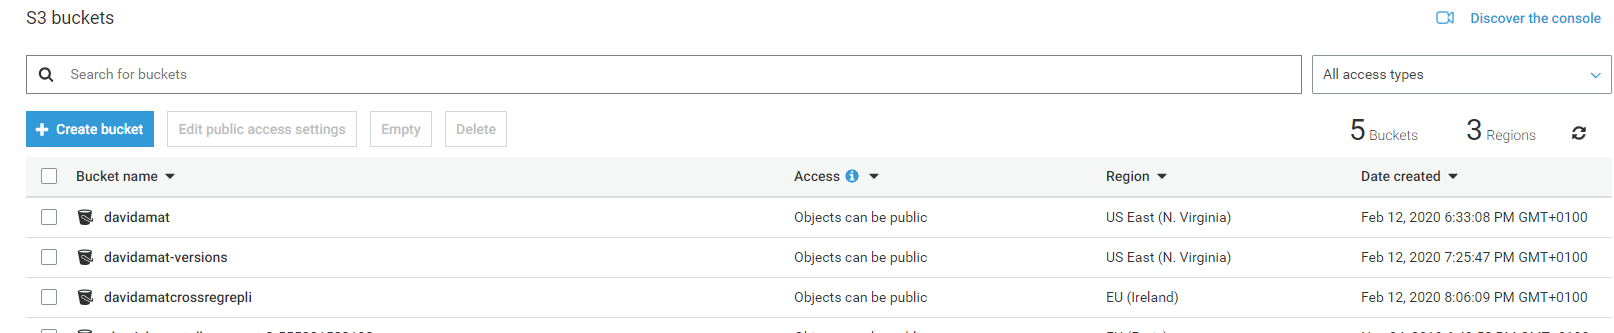 S3 buckets
Discover the console
Search for buckets
All access types
Create bucket Edit public access settings Empty Delete
5 Buckets 3 Regions
Bucket name Access Region Date created
davidamat Objects can be public US East (N. Virginia) Feb 12, 2020 6:33:08 PM GMT+0100
davidamat-versions Objects can be public US East (N. Virginia) Feb 12, 2020 7:25:47 PM GMT+0100
davidamatcrossregrepli Objects can be public EU (Ireland) Feb 12, 2020 8:06:09 PM GMT+0100